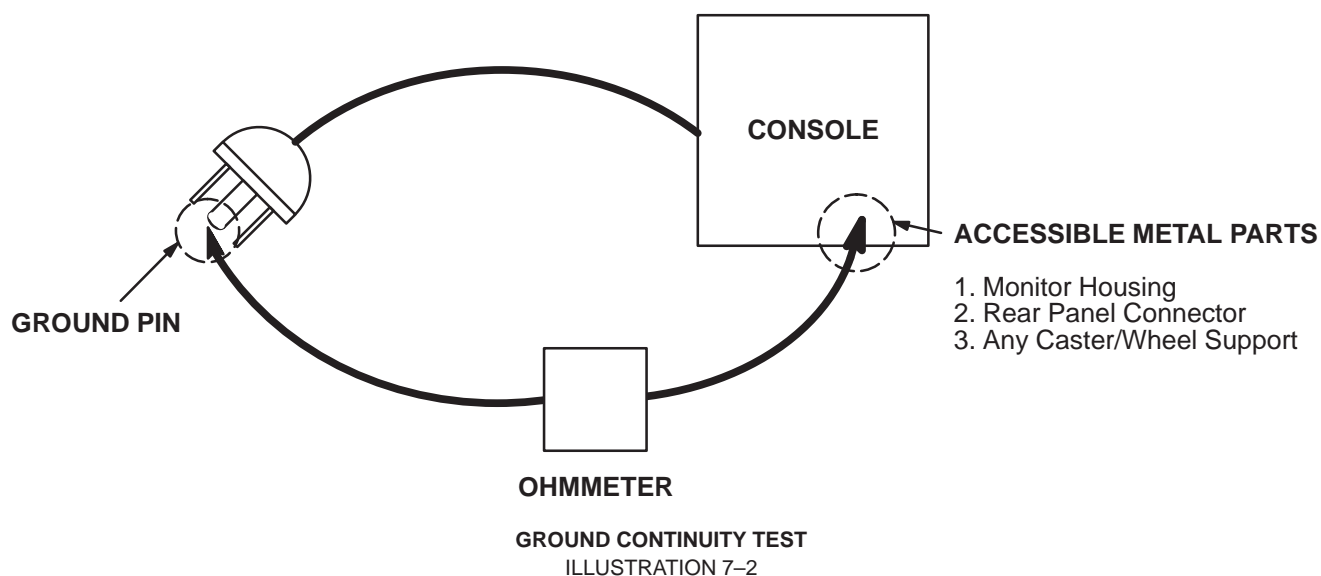 CONSOLE
ACCESSIBLE METAL PARTS
1. Monitor Housing
2. Rear Panel Connector
3. Any Caster/Wheel Support
GROUND PIN
OHMMETER
GROUND CONTINUITY TEST
ILLUSTRATION 7–2